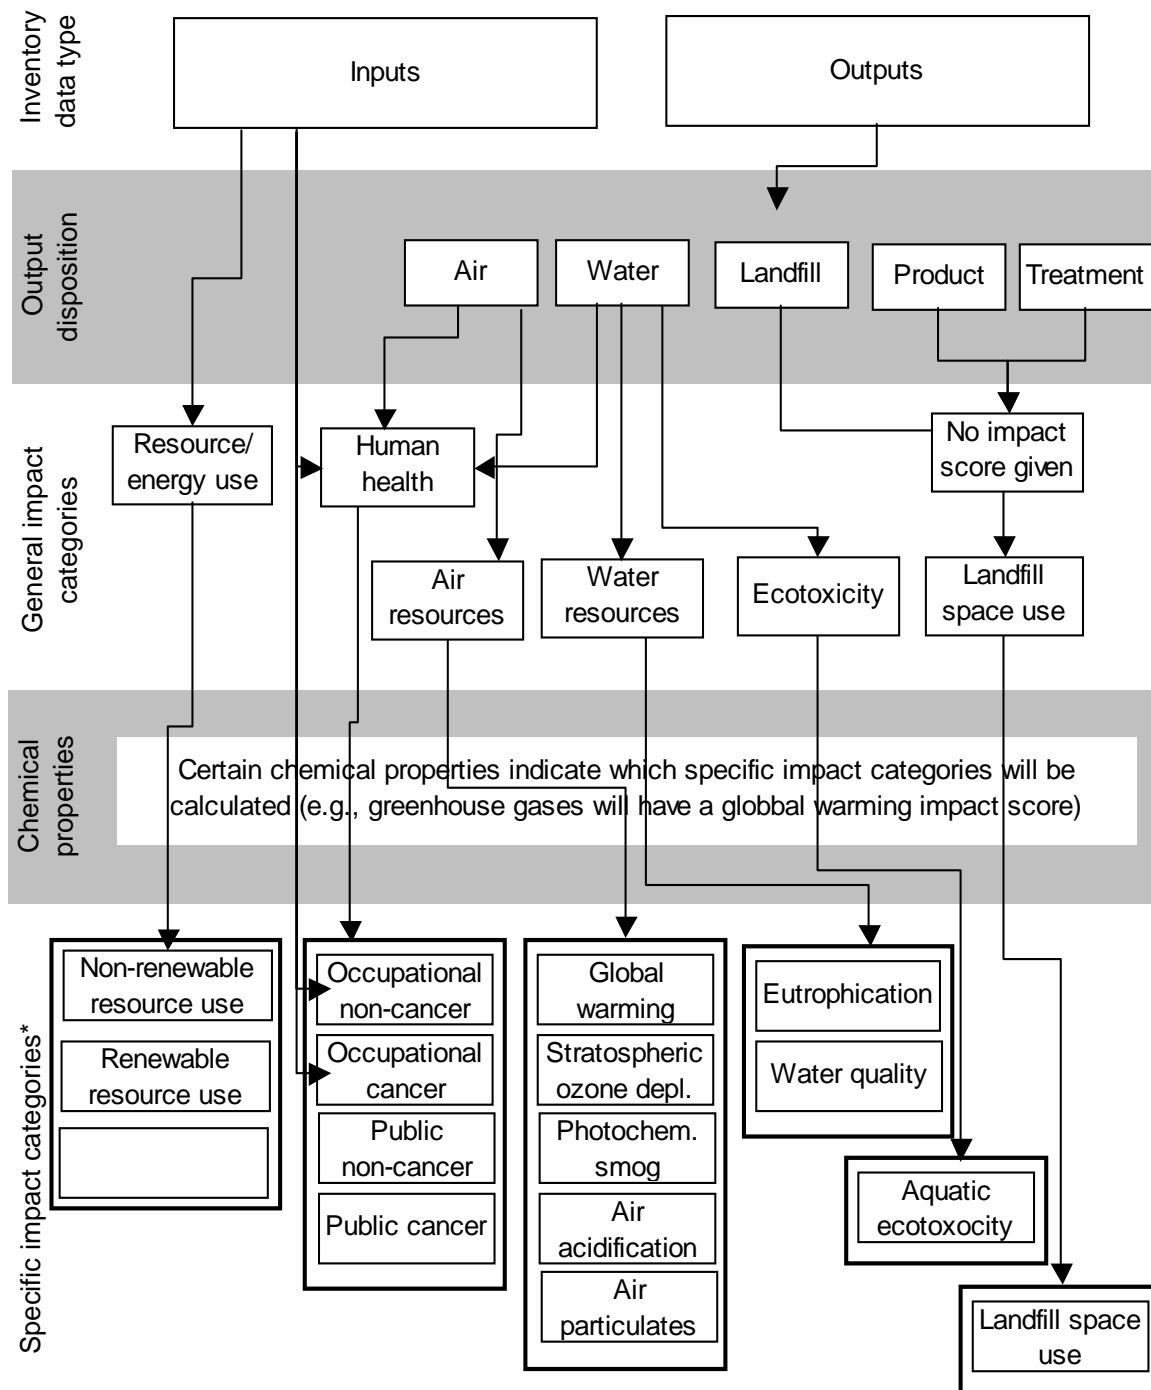 Inventory
data type
Inputs
Outputs
Output
disposition
Air
Water
Landfill
Product
Treatment
General impact
categories
Resource/
energy use
Human
health
No impact
score given
Air
resources
Water
resources
Ecotoxicity
Landfill
space use
Chemical
properties
Certain chemical properties indicate which specific impact categories will be
calculated (e.g., greenhouse gases will have a globbal warming impact score)
Specific impact categories*
Non-renewable
resource use
Renewable
resource use
Occupational
non-cancer
Occupational
cancer
Public
non-cancer
Public cancer
Global
warming
Stratospheric
ozone depl.
Photochem.
smog
Air
acidification
Air
particulates
Eutrophication
Water quality
Aquatic
ecotoxocity
Landfill space
use